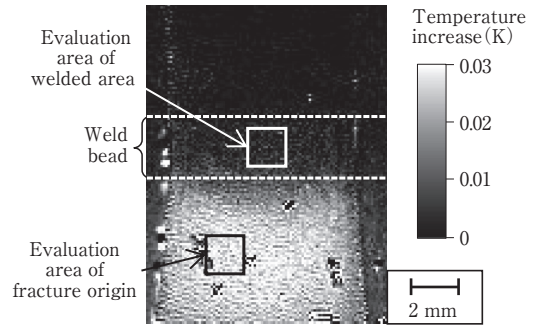 Evaluation
area of
welded area
Weld
bead
Evaluation
area of
fracture origin
Temperature
increase(K)
0.03
0.02
0.01
0
2 mm